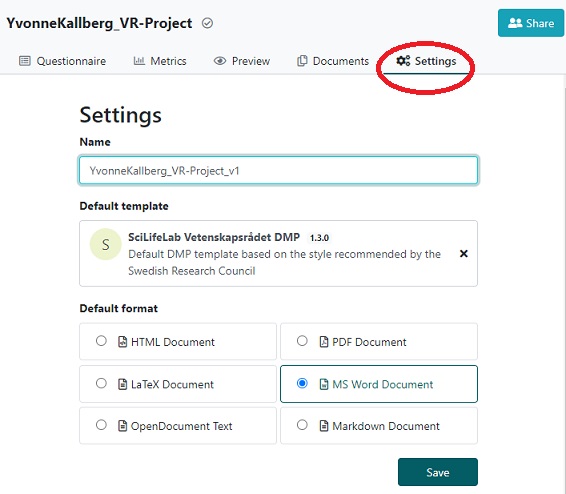 YvonneKallberg_VR-Project
Share
Questionnaire Metrics Preview Documents Settings
Settings
Name
YvonneKallberg_VR-Project_v1
Default template
S
SciLifeLab Vetenskapsrådet DMP 1.3.0
Default DMP template based on the style recommended by the
Swedish Research Council
Default format
HTML Document PDF Document
LaTeX Document MS Word Document
OpenDocument Text Markdown Document
Save